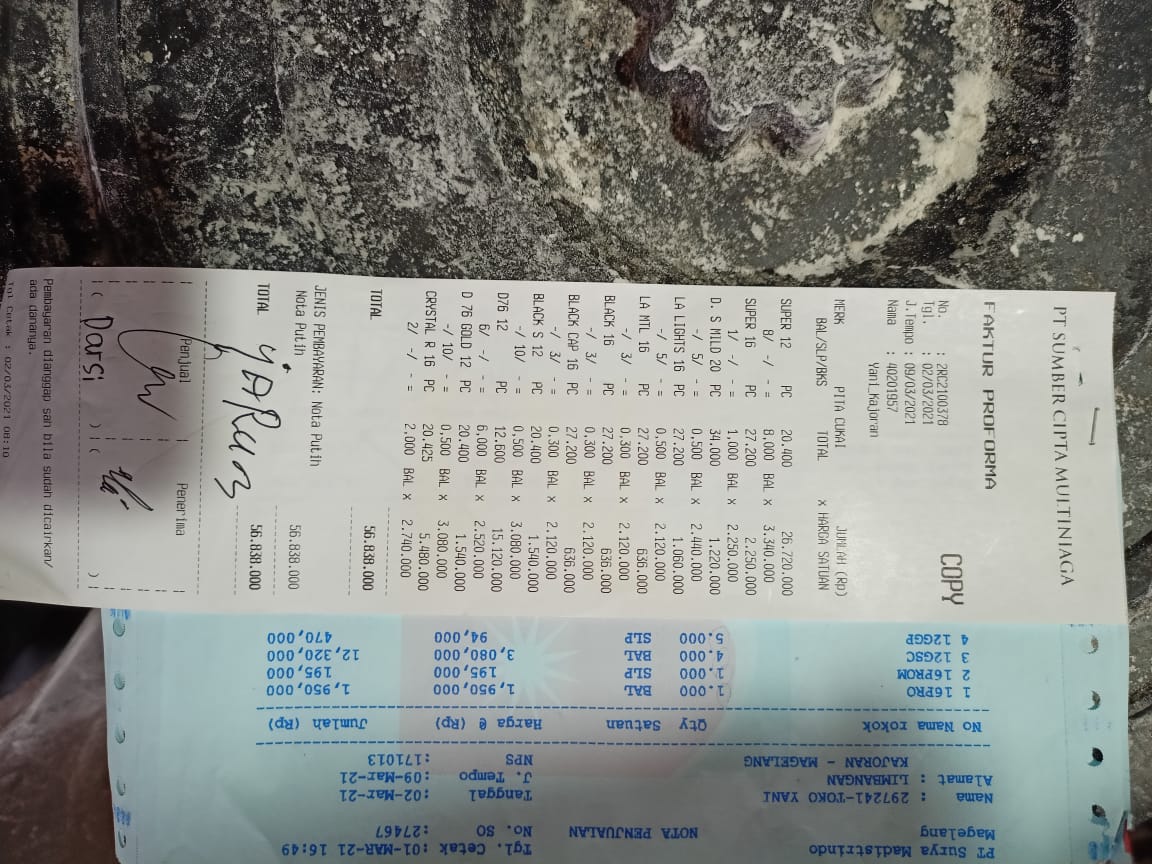 PT SUMBER CIPTA MULTINIAGA
FAKTUR PROFORMA
COPY
No. : 2RC2100378
Tgl. : 02/03/2021
J.Tempo : 09/03/2021
Nama : 40201957
Yani_Kajoran
MERK PITA CUKAI JUMLAH (Rp)
BAL/SLP/BKS TOTAL x HARGA SATUAN
SUPER 12 PC 20.400 26.720.000
8/ -/ - = 8,000 BAL x 3.340.000
SUPER 16 PC 27.200 2.250.000
1/ -/ - = 1,000 BAL x 2.250.000
D. S MILD 20 PC 34.000 1.220.000
-/ 5/ - = 0,500 BAL x 2.440.000
LA LIGHTS 16 PC 27.200 1.060.000
-/ 5/ - = 0,500 BAL x 2.120.000
LA MTL 16 PC 27.200 636.000
-/ 3/ - = 0,300 BAL x 2.120.000
BLACK 16 PC 27.200 636.000
-/ 3/ - = 0,300 BAL x 2.120.000
BLACK CAP 16 PC 27.200 636.000
-/ 3/ - = 0,300 BAL x 2.120.000
BLACK S 12 PC 20.400 1.540.000
-/ 10/ - = 0,500 BAL x 3.080.000
D76 12 PC 12.600 15.120.000
6/ -/ - = 6,000 BAL x 2.520.000
D 76 GOLD 12 PC 20.400 1.540.000
-/ 10/ - = 0,500 BAL x 3.080.000
CRYSTAL R 16 PC 20.425 5.480.000
2/ -/ - = 2,000 BAL x 2.740.000
TOTAL 56.838.000
JENIS PEMBAYARAN: Nota Putih
Nota Putih 56.838.000
TOTAL 56.838.000
Penjual Penerima
( Darsi ) ( )
Pembayaran dianggap sah bila sudah dicairkan/
ada dananya.
Tgl Cetak : 02/03/2021 08:10
PT Surya Madistrindo Tgl. Cetak :01-MAR-21 16:49
Magelang NOTA PENJUALAN No. SO :27467
Nama : 297241-TOKO YANI Tanggal :02-Mar-21
Alamat : LIMBANGAN J. Tempo :09-Mar-21
KAJORAN - MAGELANG NPS :171013
No Nama rokok Qty Satuan Harga @ (Rp) Jumlah (Rp)
1 16PRO 1.000 BAL 1,950,000 1,950,000
2 16PROM 1.000 SLP 195,000 195,000
3 12GSC 4.000 BAL 3,080,000 12,320,000
4 12GGP 5.000 SLP 94,000 470,000